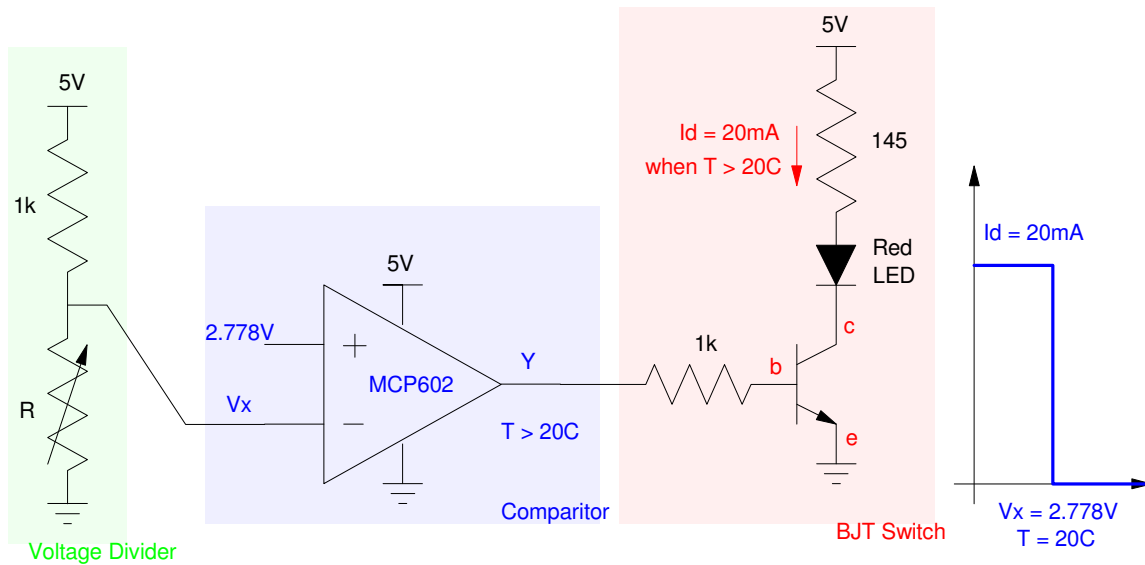 5V
1k
R
Voltage Divider
5V
2.778V
+
MCP602
Vx
−
Y
T > 20C
Comparitor
5V
Id = 20mA
when T > 20C
145
Red
LED
1k
b
c
e
BJT Switch
Id = 20mA
Vx = 2.778V
T = 20C